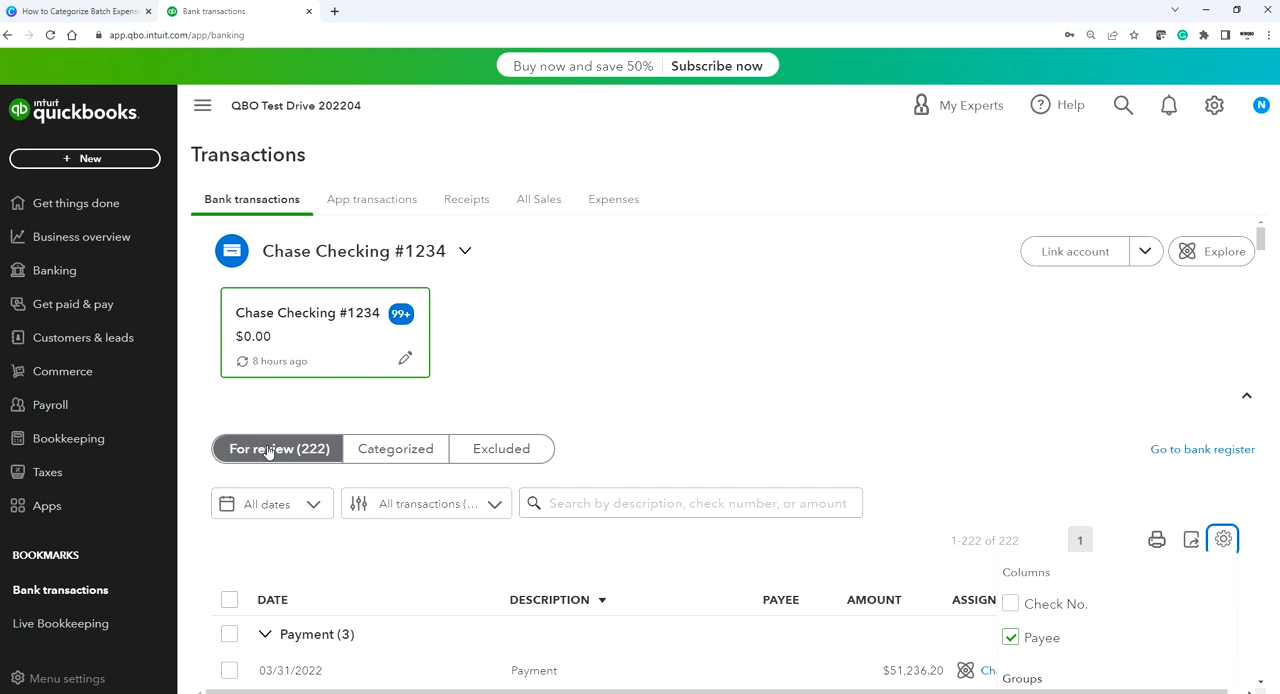 How to Categorize Batch Expens
Bank transactions
app.qbo.intuit.com/app/banking
Buy now and save 50% Subscribe now
qb intuit quickbooks.
QBO Test Drive 202204
My Experts
Help
N
+ New
Transactions
Get things done
Business overview
Banking
Get paid & pay
Customers & leads
Commerce
Payroll
Bookkeeping
Taxes
Apps
BOOKMARKS
Bank transactions
Live Bookkeeping
Menu settings
Bank transactions App transactions Receipts All Sales Expenses
Chase Checking #1234
Link account
Explore
Chase Checking #1234 99+
$0.00
8 hours ago
For review (222) Categorized Excluded
Go to bank register
All dates
All transactions (...
Search by description, check number, or amount
1-222 of 222 1
Columns
Check No.
Payee
Groups
DATE DESCRIPTION PAYEE AMOUNT ASSIGN
Payment (3)
03/31/2022 Payment $51,236.20 Ch